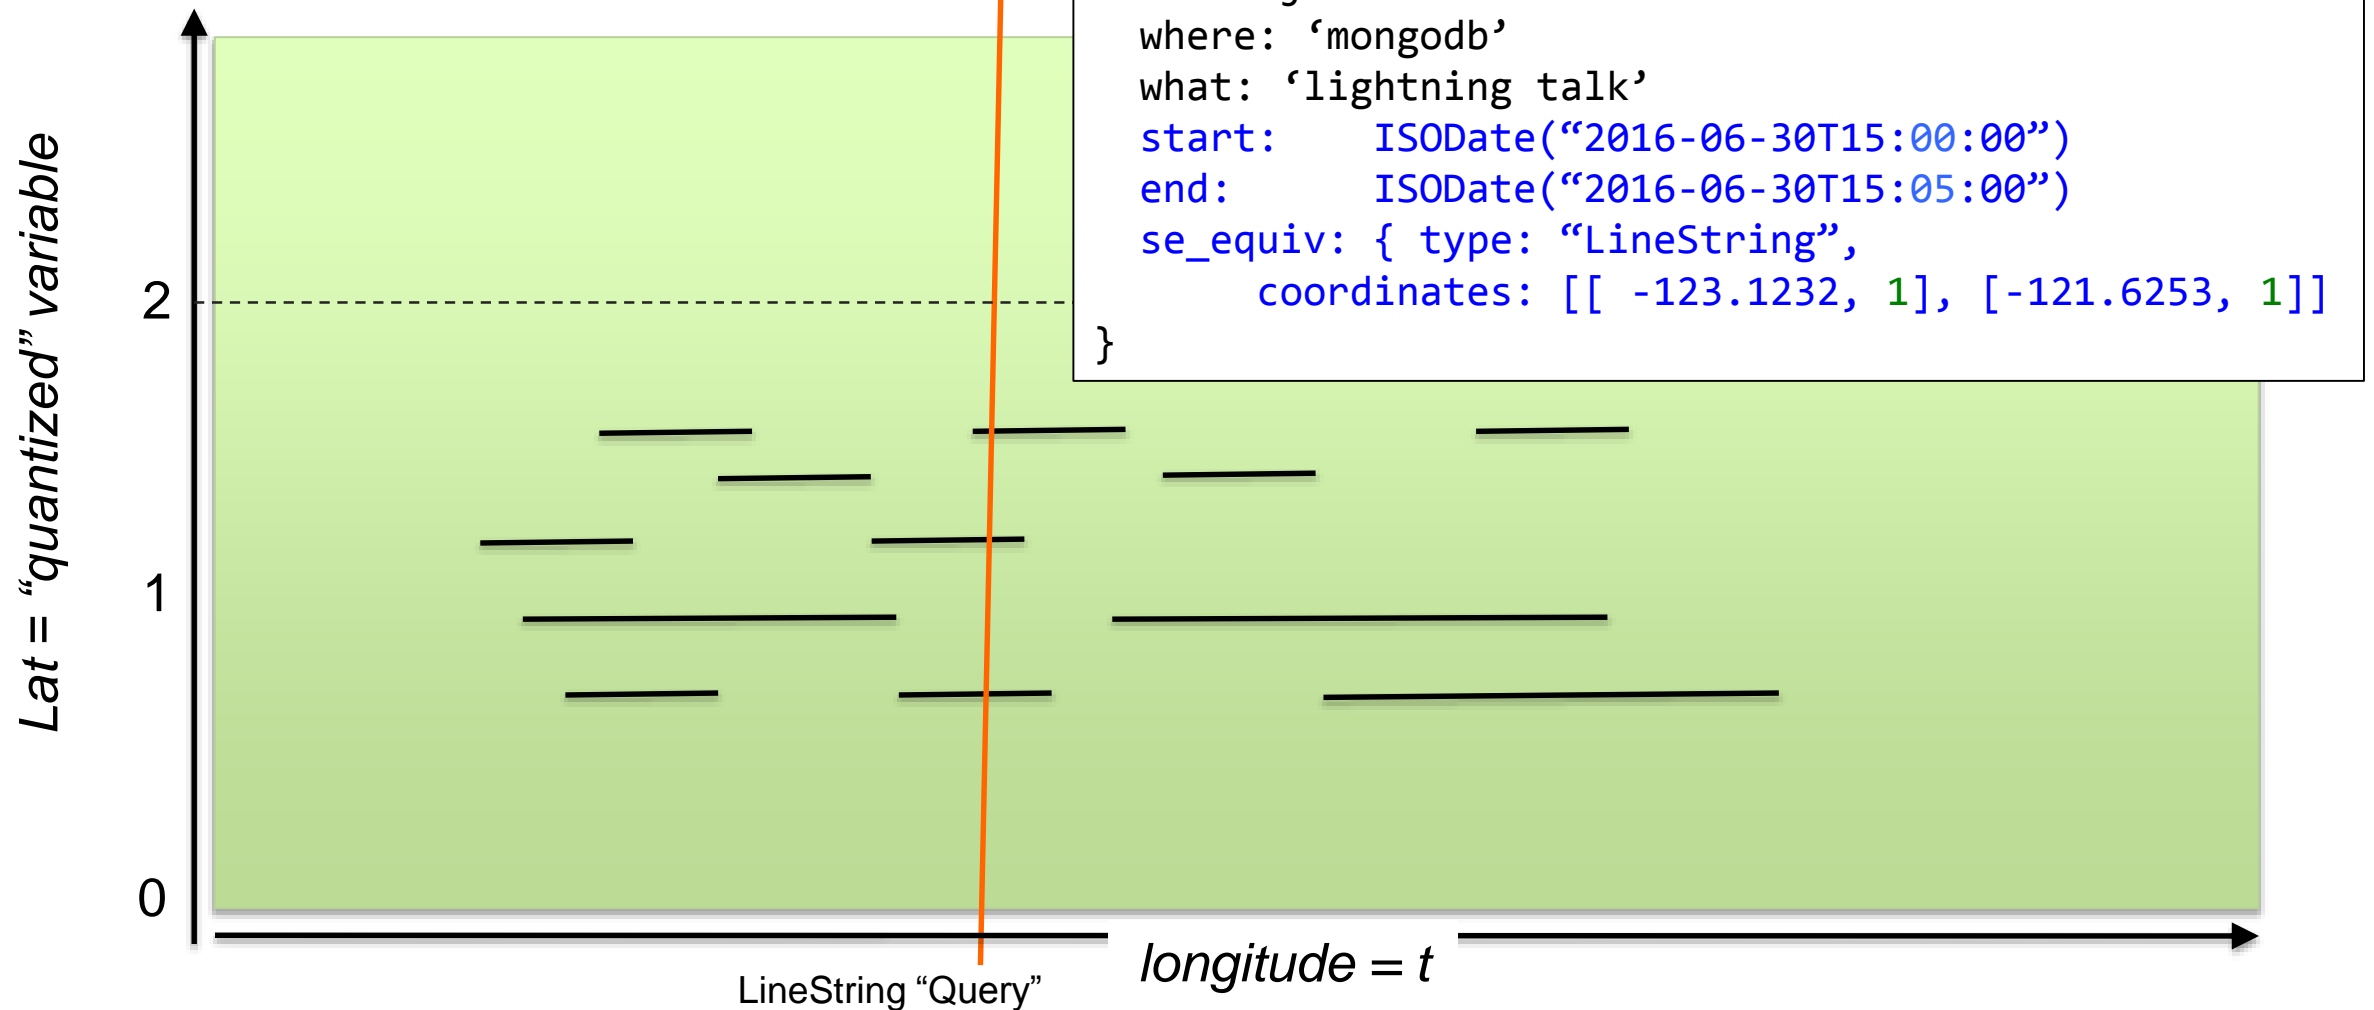 where: ‘mongodb’
what: ‘lightning talk’
start: ISODate(“2016-06-30T15:00:00”)
end: ISODate(“2016-06-30T15:05:00”)
se_equiv: { type: “LineString”,
coordinates: [[ -123.1232, 1], [-121.6253, 1]]
}
Lat = “quantized” variable
2
1
0
longitude = t
LineString “Query”